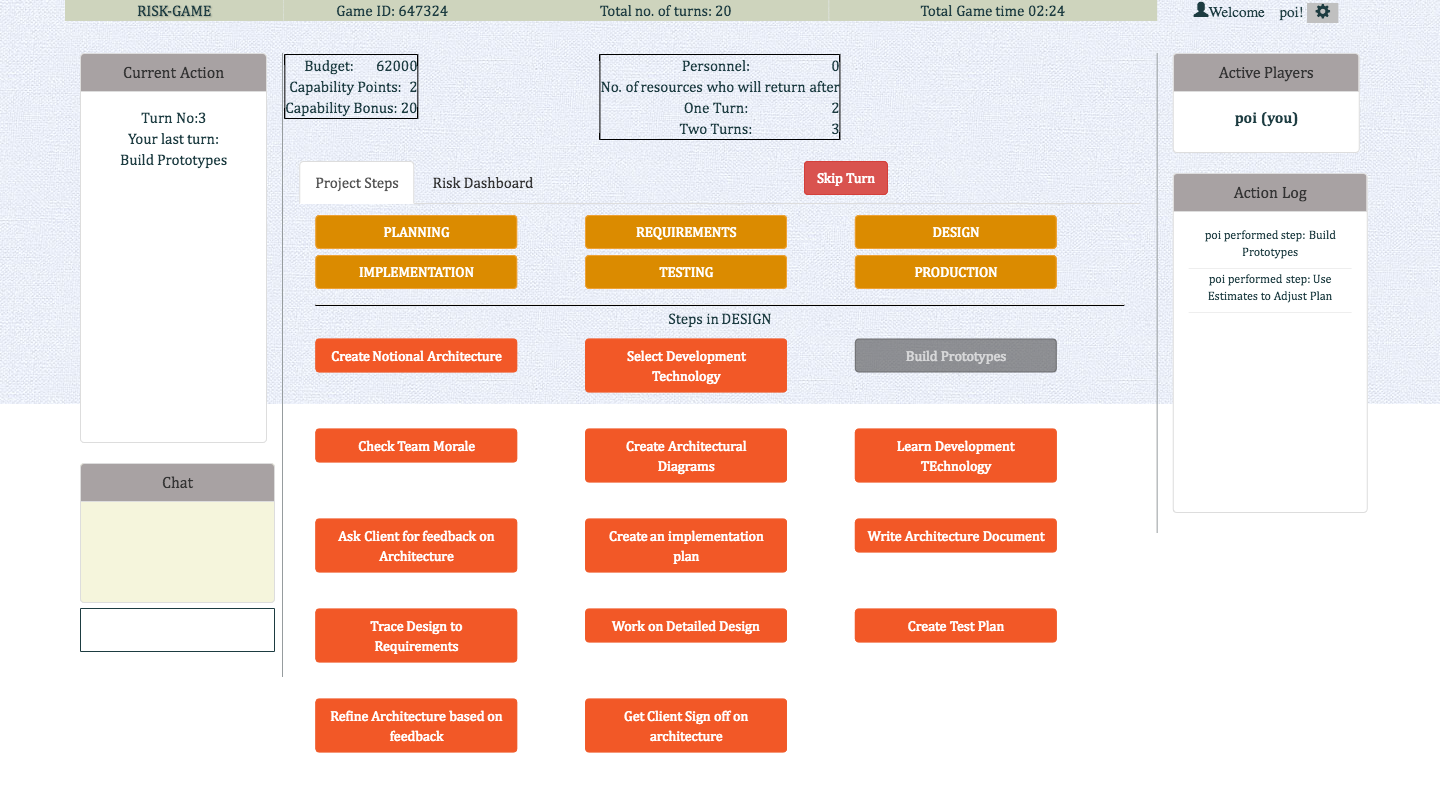 RISK-GAME
Game ID: 647324
Total no. of turns: 20
Total Game time 02:24
Welcome poi!
Current Action
Turn No:3
Your last turn:
Build Prototypes
Budget: 62000
Capability Points: 2
Capability Bonus: 20
Personnel: 0
No. of resources who will return after
One Turn: 2
Two Turns: 3
Project Steps
Risk Dashboard
Skip Turn
PLANNING
REQUIREMENTS
DESIGN
IMPLEMENTATION
TESTING
PRODUCTION
Steps in DESIGN
Create Notional Architecture
Select Development
Technology
Build Prototypes
Check Team Morale
Create Architectural
Diagrams
Learn Development
TEchnology
Ask Client for feedback on
Architecture
Create an implementation
plan
Write Architecture Document
Trace Design to
Requirements
Work on Detailed Design
Create Test Plan
Refine Architecture based on
feedback
Get Client Sign off on
architecture
Chat
Active Players
poi (you)
Action Log
poi performed step: Build
Prototypes
poi performed step: Use
Estimates to Adjust Plan